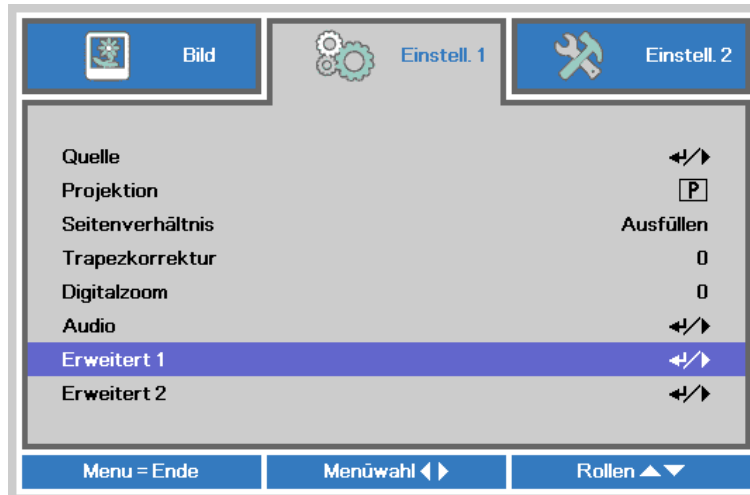 Bild Einstell. 1 Einstell. 2
Quelle
Projektion P
Seitenverhältnis Ausfüllen
Trapezkorrektur 0
Digitalzoom 0
Audio
Erweitert 1
Erweitert 2
Menu = Ende Menüwahl Rollen